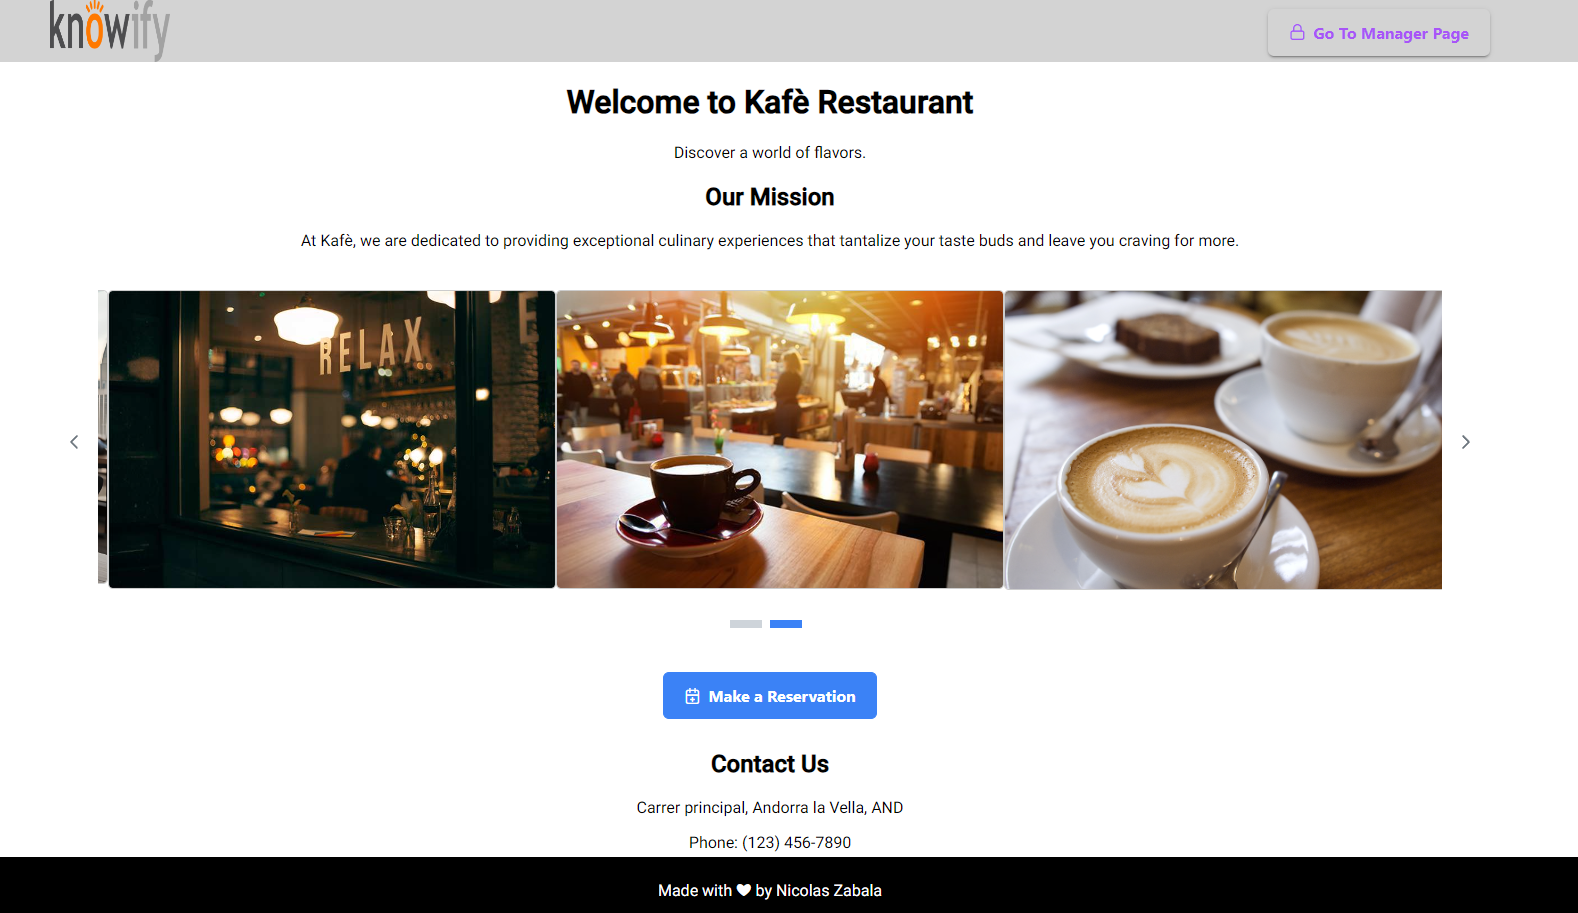 knowify
Go To Manager Page
Welcome to Kafè Restaurant
Discover a world of flavors.
Our Mission
At Kafè, we are dedicated to providing exceptional culinary experiences that tantalize your taste buds and leave you craving for more.
RELAX
E
Make a Reservation
Contact Us
Carrer principal, Andorra la Vella, AND
Phone: (123) 456-7890
Made with ♥ by Nicolas Zabala